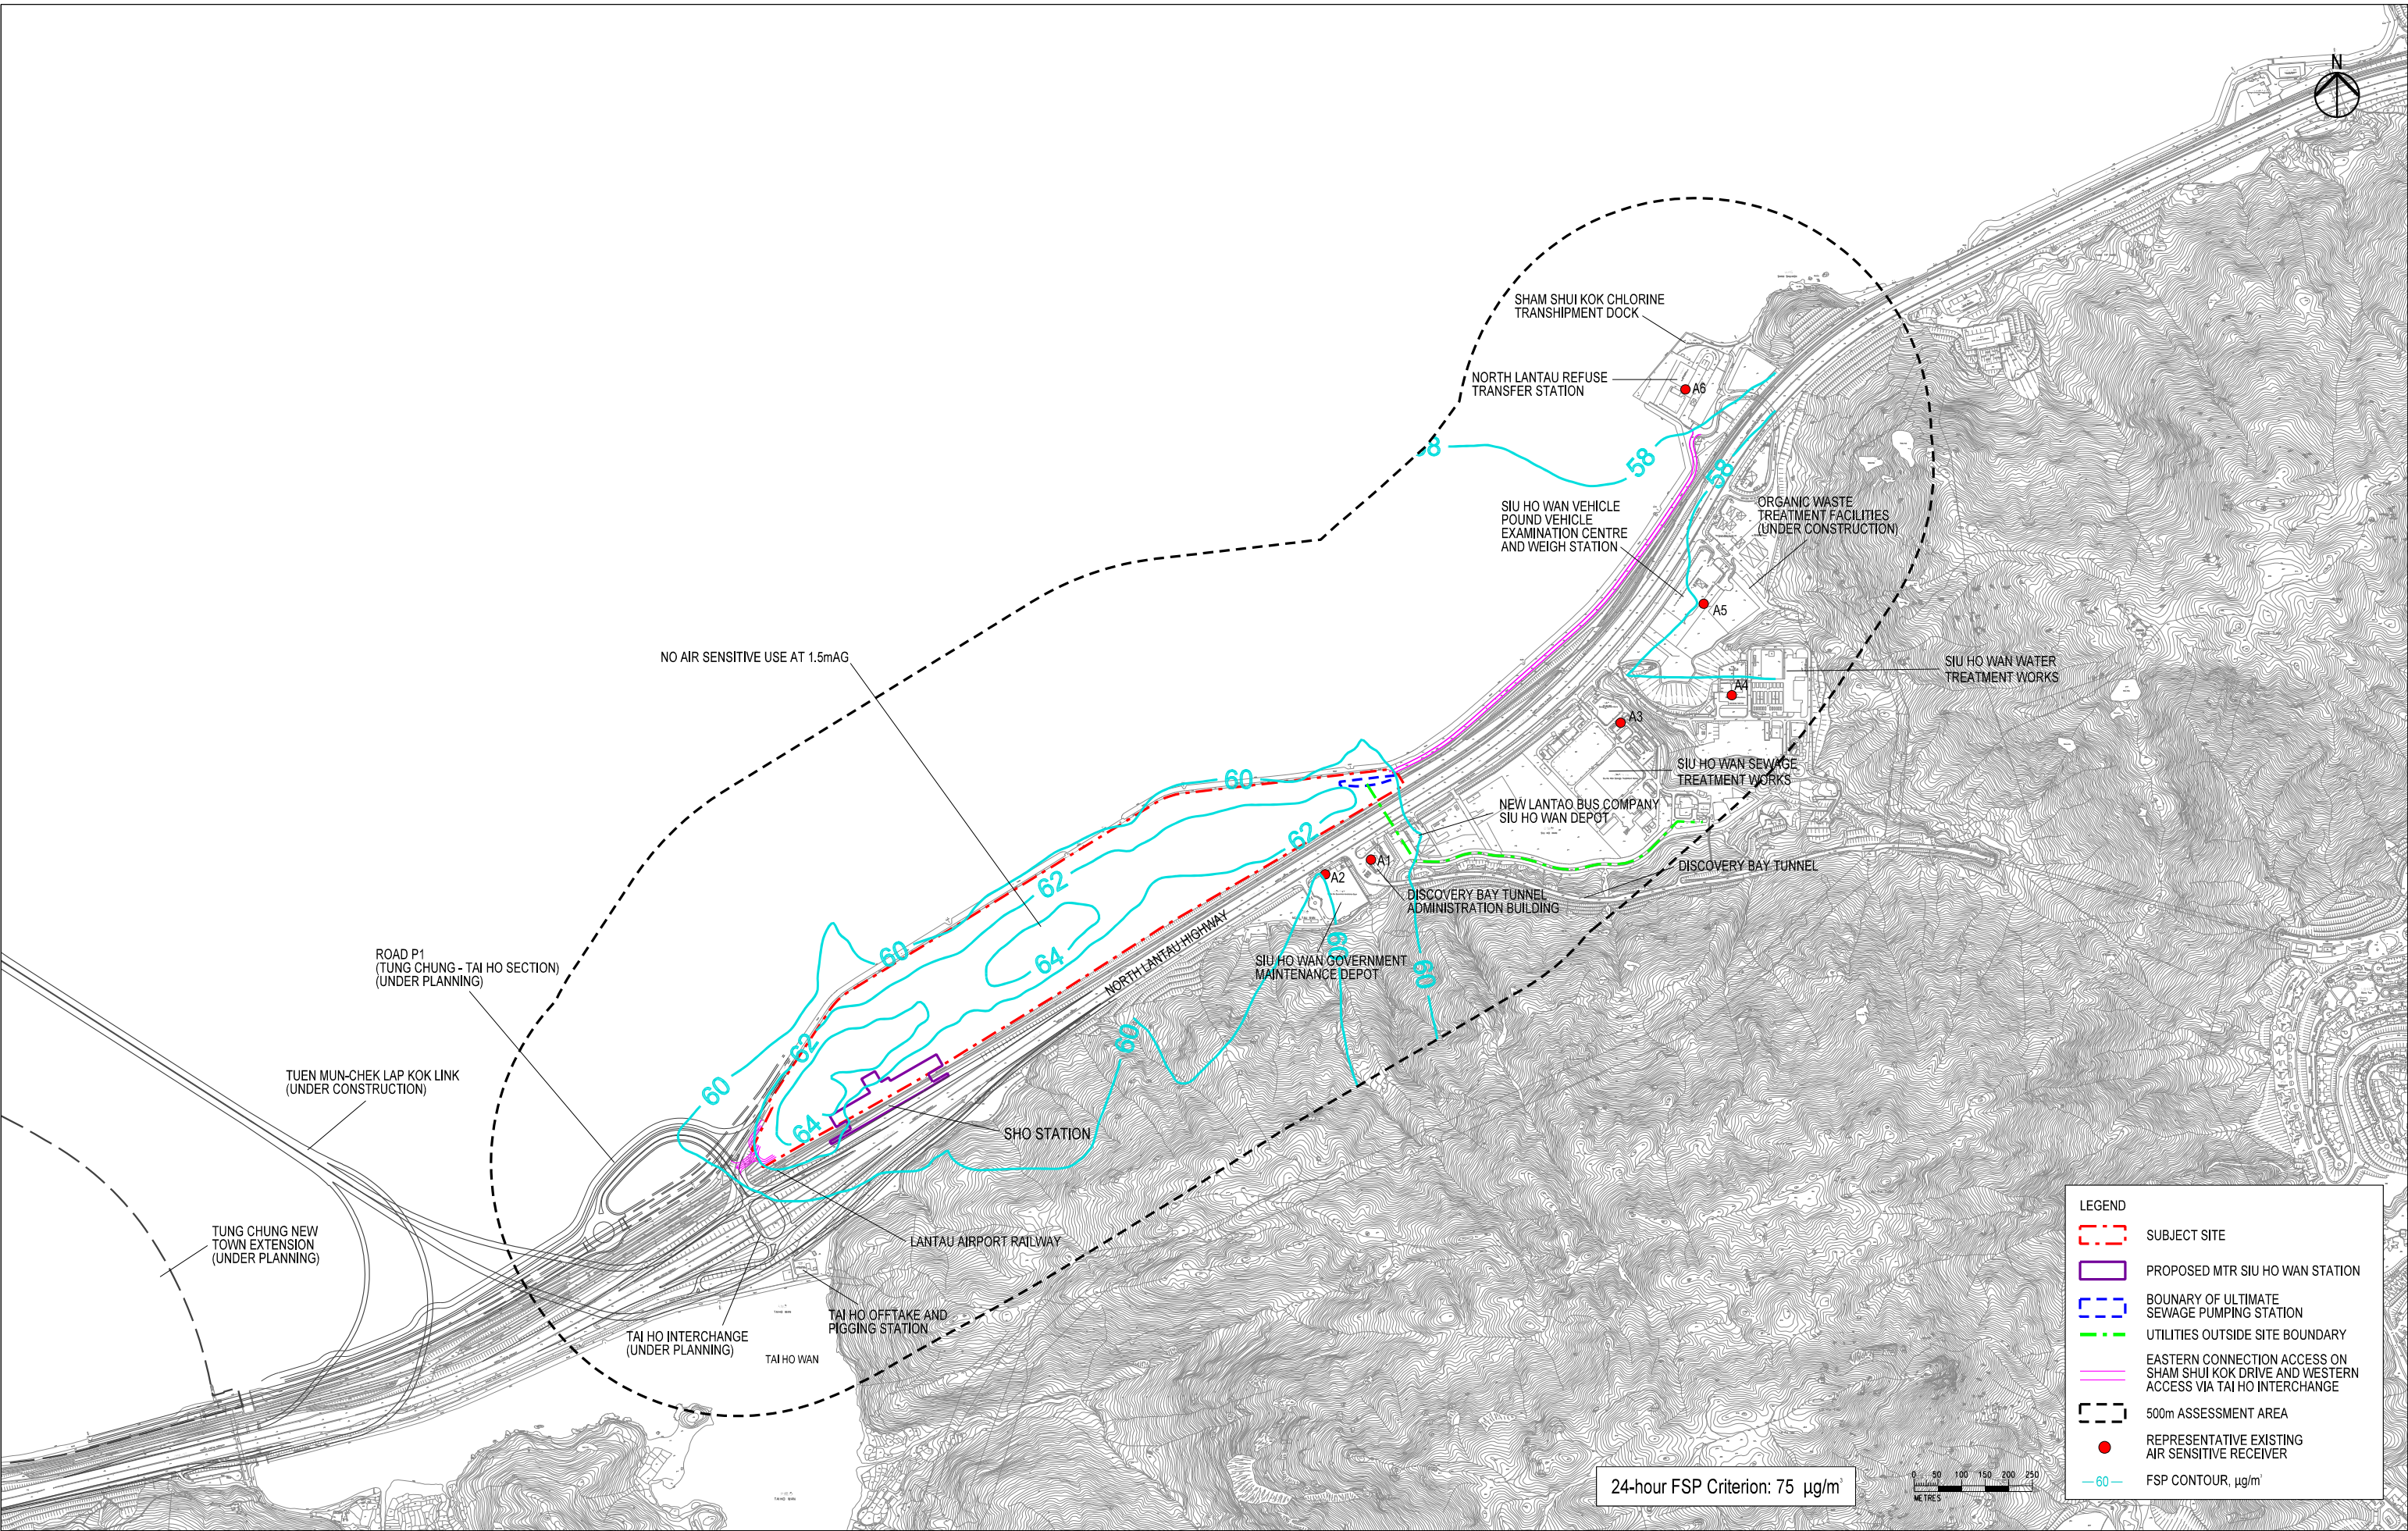 N
SHAM SHUI KOK CHLORINE
TRANSHIPMENT DOCK
NORTH LANTAU REFUSE
TRANSFER STATION
A6
58
58
58
SIU HO WAN VEHICLE
POUND VEHICLE
EXAMINATION CENTRE
AND WEIGH STATION
ORGANIC WASTE
TREATMENT FACILITIES
(UNDER CONSTRUCTION)
A5
NO AIR SENSITIVE USE AT 1.5mAG
SIU HO WAN WATER
TREATMENT WORKS
A4
A3
SIU HO WAN SEWAGE
TREATMENT WORKS
60
NEW LANTAO BUS COMPANY
SIU HO WAN DEPOT
62
A1
DISCOVERY BAY TUNNEL
A2
62
DISCOVERY BAY TUNNEL
ADMINISTRATION BUILDING
NORTH LANTAU HIGHWAY
60
64
60
SIU HO WAN GOVERNMENT
MAINTENANCE DEPOT
60
ROAD P1
(TUNG CHUNG - TAI HO SECTION)
(UNDER PLANNING)
62
60
TUEN MUN-CHEK LAP KOK LINK
(UNDER CONSTRUCTION)
60
64
SHO STATION
TUNG CHUNG NEW
TOWN EXTENSION
(UNDER PLANNING)
LANTAU AIRPORT RAILWAY
TAI HO OFFTAKE AND
PIGGING STATION
TAI HO INTERCHANGE
(UNDER PLANNING)
TAI HO WAN
LEGEND
SUBJECT SITE
PROPOSED MTR SIU HO WAN STATION
BOUNARY OF ULTIMATE
SEWAGE PUMPING STATION
UTILITIES OUTSIDE SITE BOUNDARY
EASTERN CONNECTION ACCESS ON
SHAM SHUI KOK DRIVE AND WESTERN
ACCESS VIA TAI HO INTERCHANGE
500m ASSESSMENT AREA
REPRESENTATIVE EXISTING
AIR SENSITIVE RECEIVER
60 FSP CONTOUR, µg/m³
24-hour FSP Criterion: 75 µg/m³
0 50 100 150 200 250
METRES